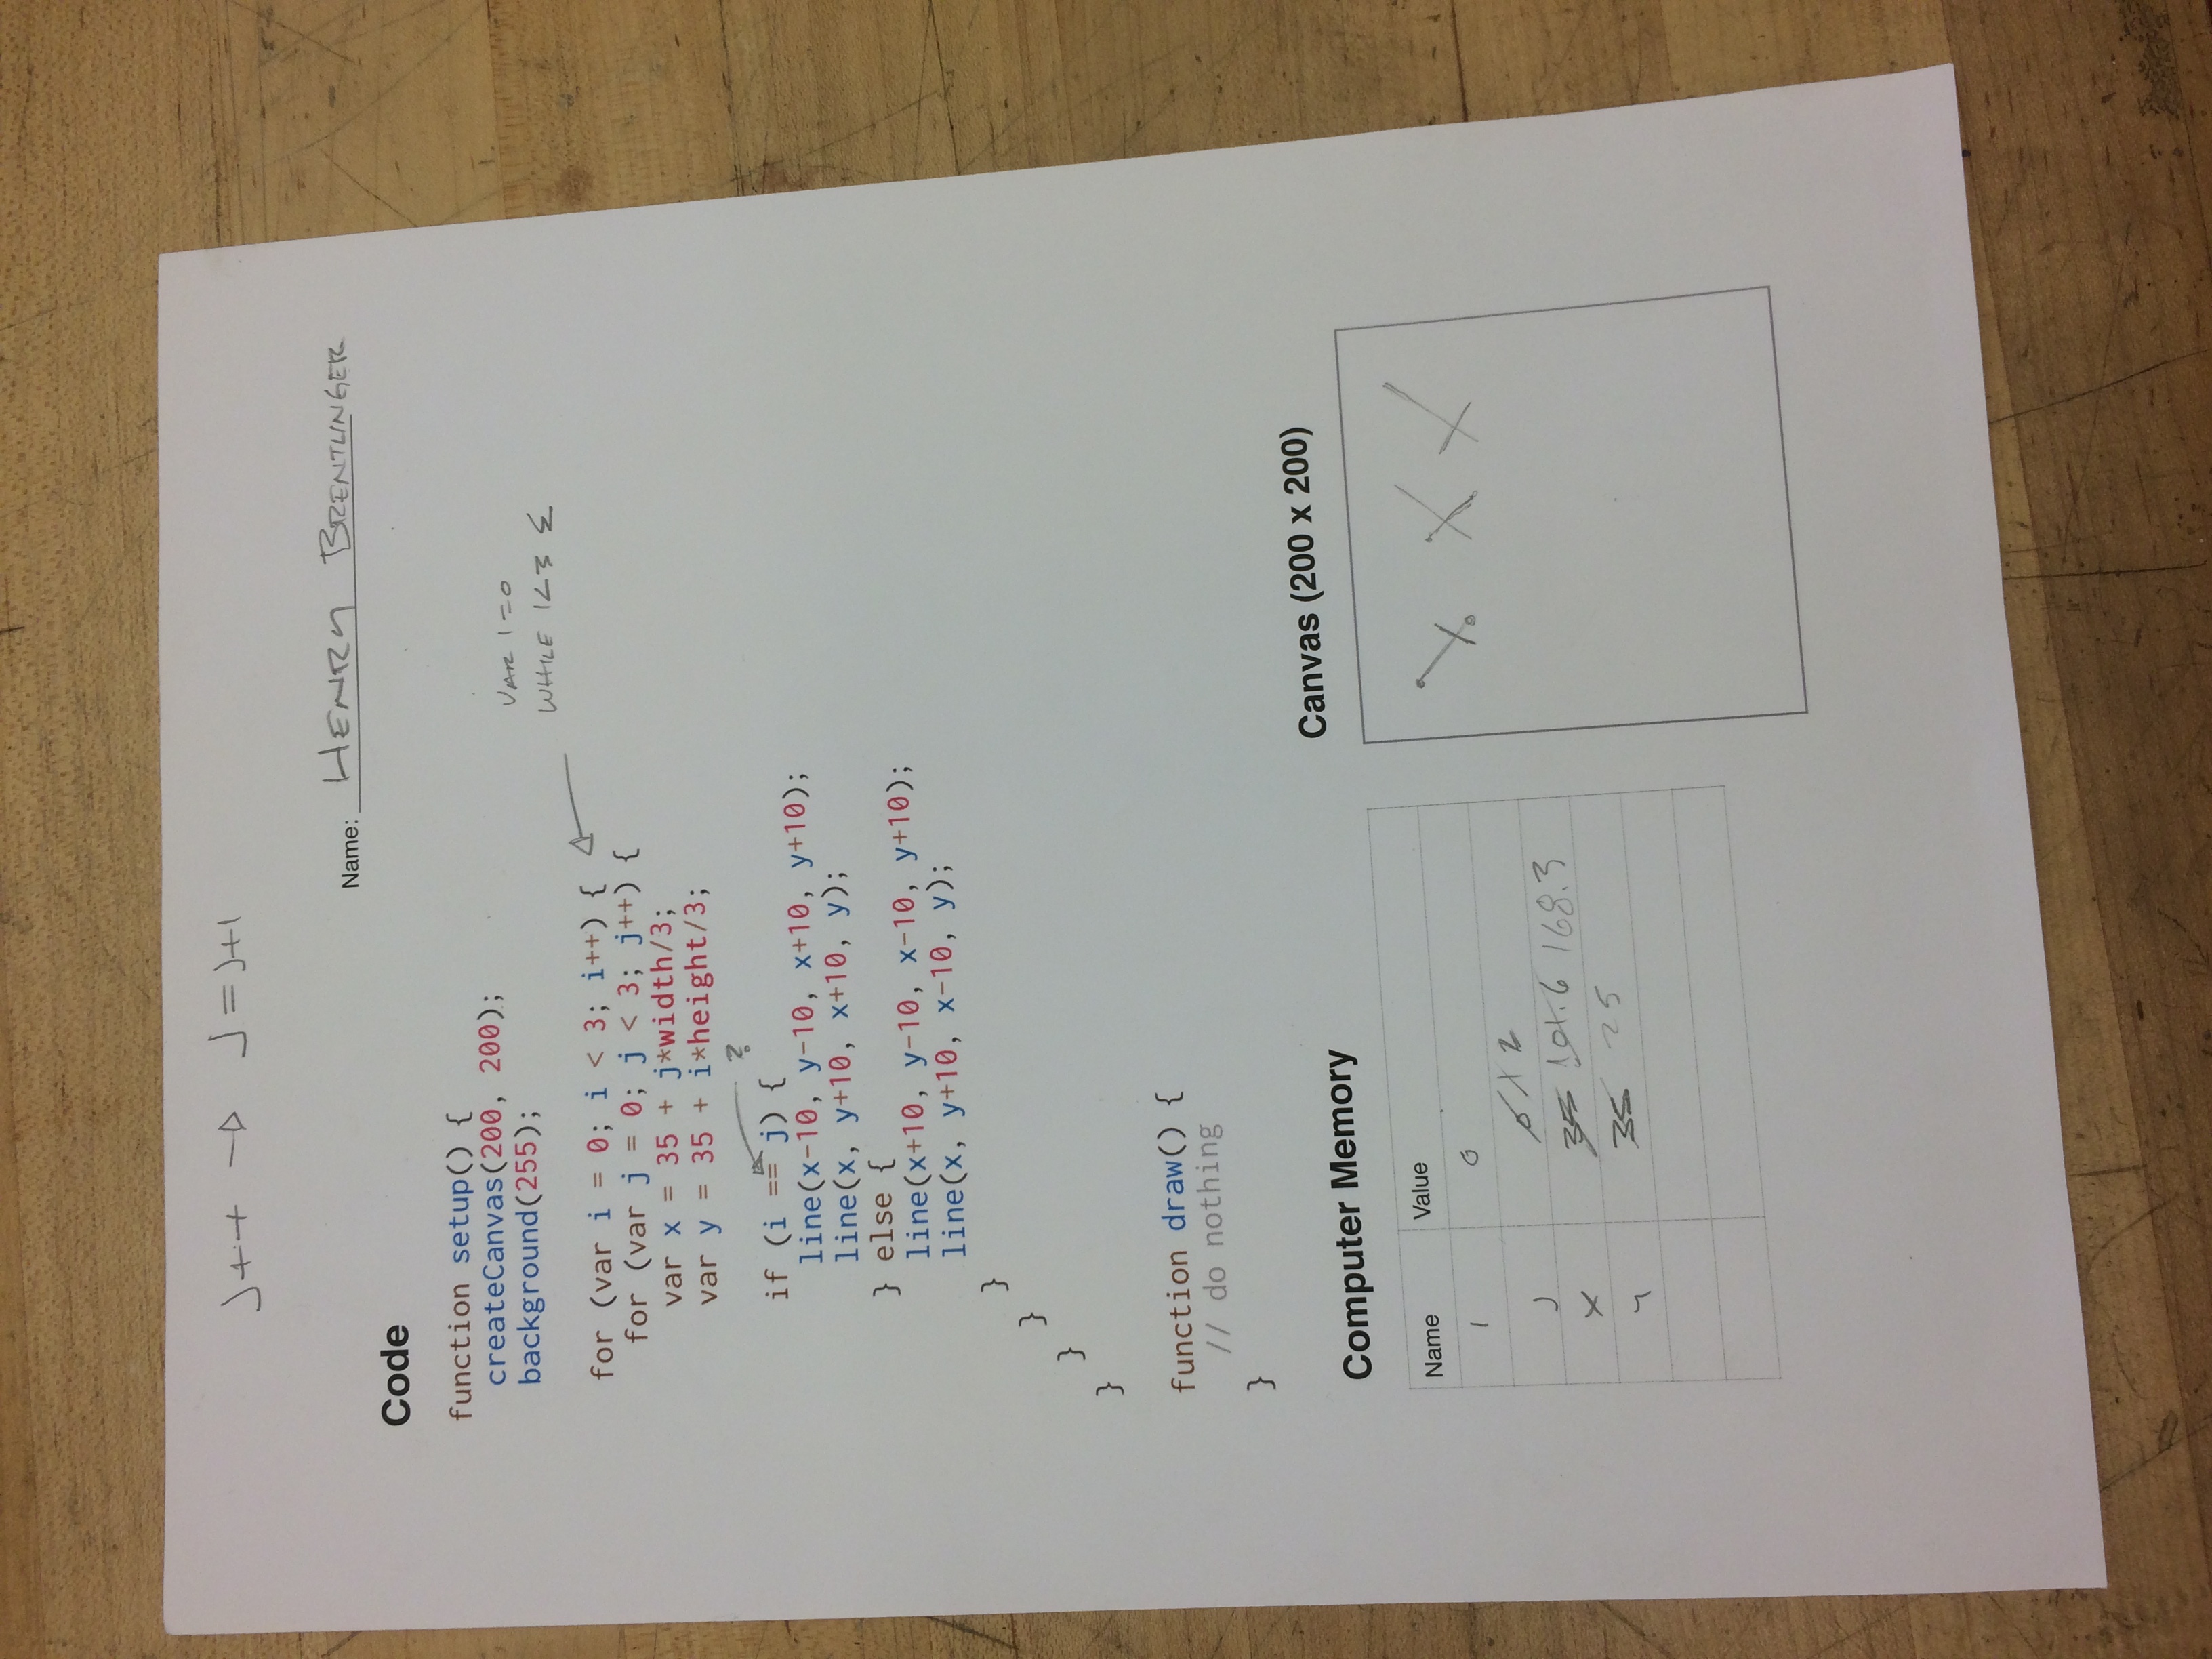 J++ → J = J+1
Name: HENRY BRENTLINGER
Code
function setup() {
createCanvas(200, 200);
background(255);
VAR I=0
WHILE I<3 {
for (var i = 0; i < 3; i++) {
for (var j = 0; j < 3; j++) {
var x = 35 + j*width/3;
var y = 35 + i*height/3;
?
if (i == j) {
line(x-10, y-10, x+10, y+10);
line(x, y+10, x+10, y);
} else {
line(x+10, y-10, x-10, y+10);
line(x, y+10, x-10, y);
}
}
}
}
function draw() {
// do nothing
}
Computer Memory
Name Value
I 0
J 0 1 2
X 35 101.6 168.3
Y 35 25
Canvas (200 x 200)